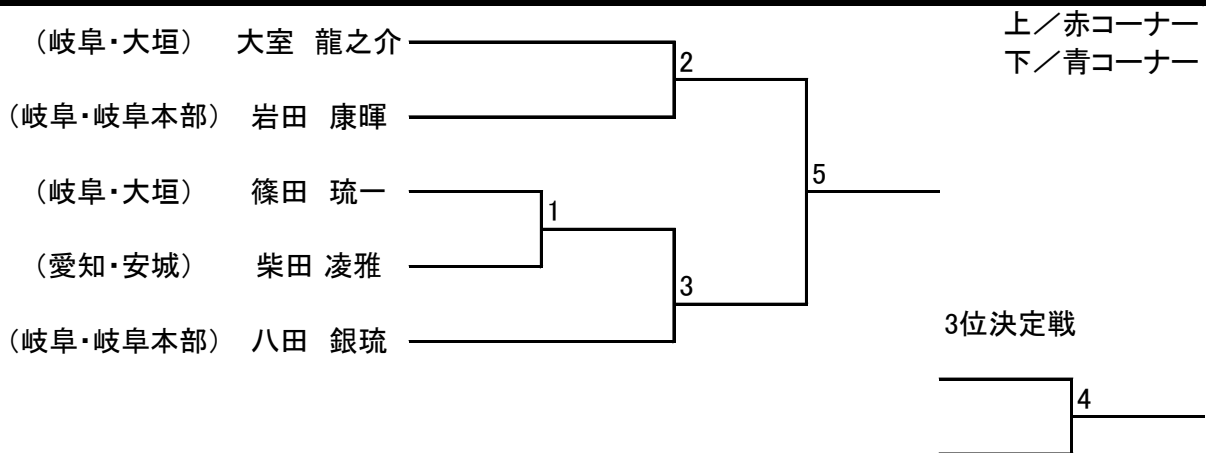 上／赤コーナー
下／青コーナー
（岐阜・大垣） 大室 龍之介
2
（岐阜・岐阜本部） 岩田 康暉
（岐阜・大垣） 篠田 琉一
5
1
（愛知・安城） 柴田 凌雅
3
（岐阜・岐阜本部） 八田 銀琉
3位決定戦
4